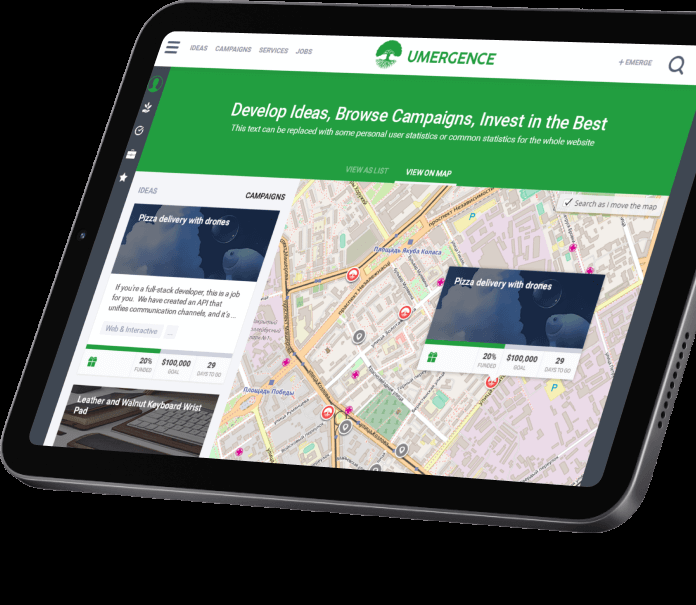 IDEAS CAMPAIGNS SERVICES JOBS
UMERGENCE
+ EMERGE
Develop Ideas, Browse Campaigns, Invest in the Best
This text can be replaced with some personal user statistics or common statistics for the whole website
VIEW AS LIST VIEW ON MAP
IDEAS CAMPAIGNS
Pizza delivery with drones
If you're a full-stack developer, this is a job
for you. We have created an API that
unifies communication channels, and it's ...
Web & Interactive ...
20% $100,000 29
FUNDED GOAL DAYS TO GO
Leather and Walnut Keyboard Wrist
Pad
✓ Search as i move the map
проспект Независимости
Площадь Якуба Коласа
проспект Независимости
P
Pizza delivery with drones
20% $100,000 29
FUNDED GOAL DAYS TO GO
P
Площадь Победы